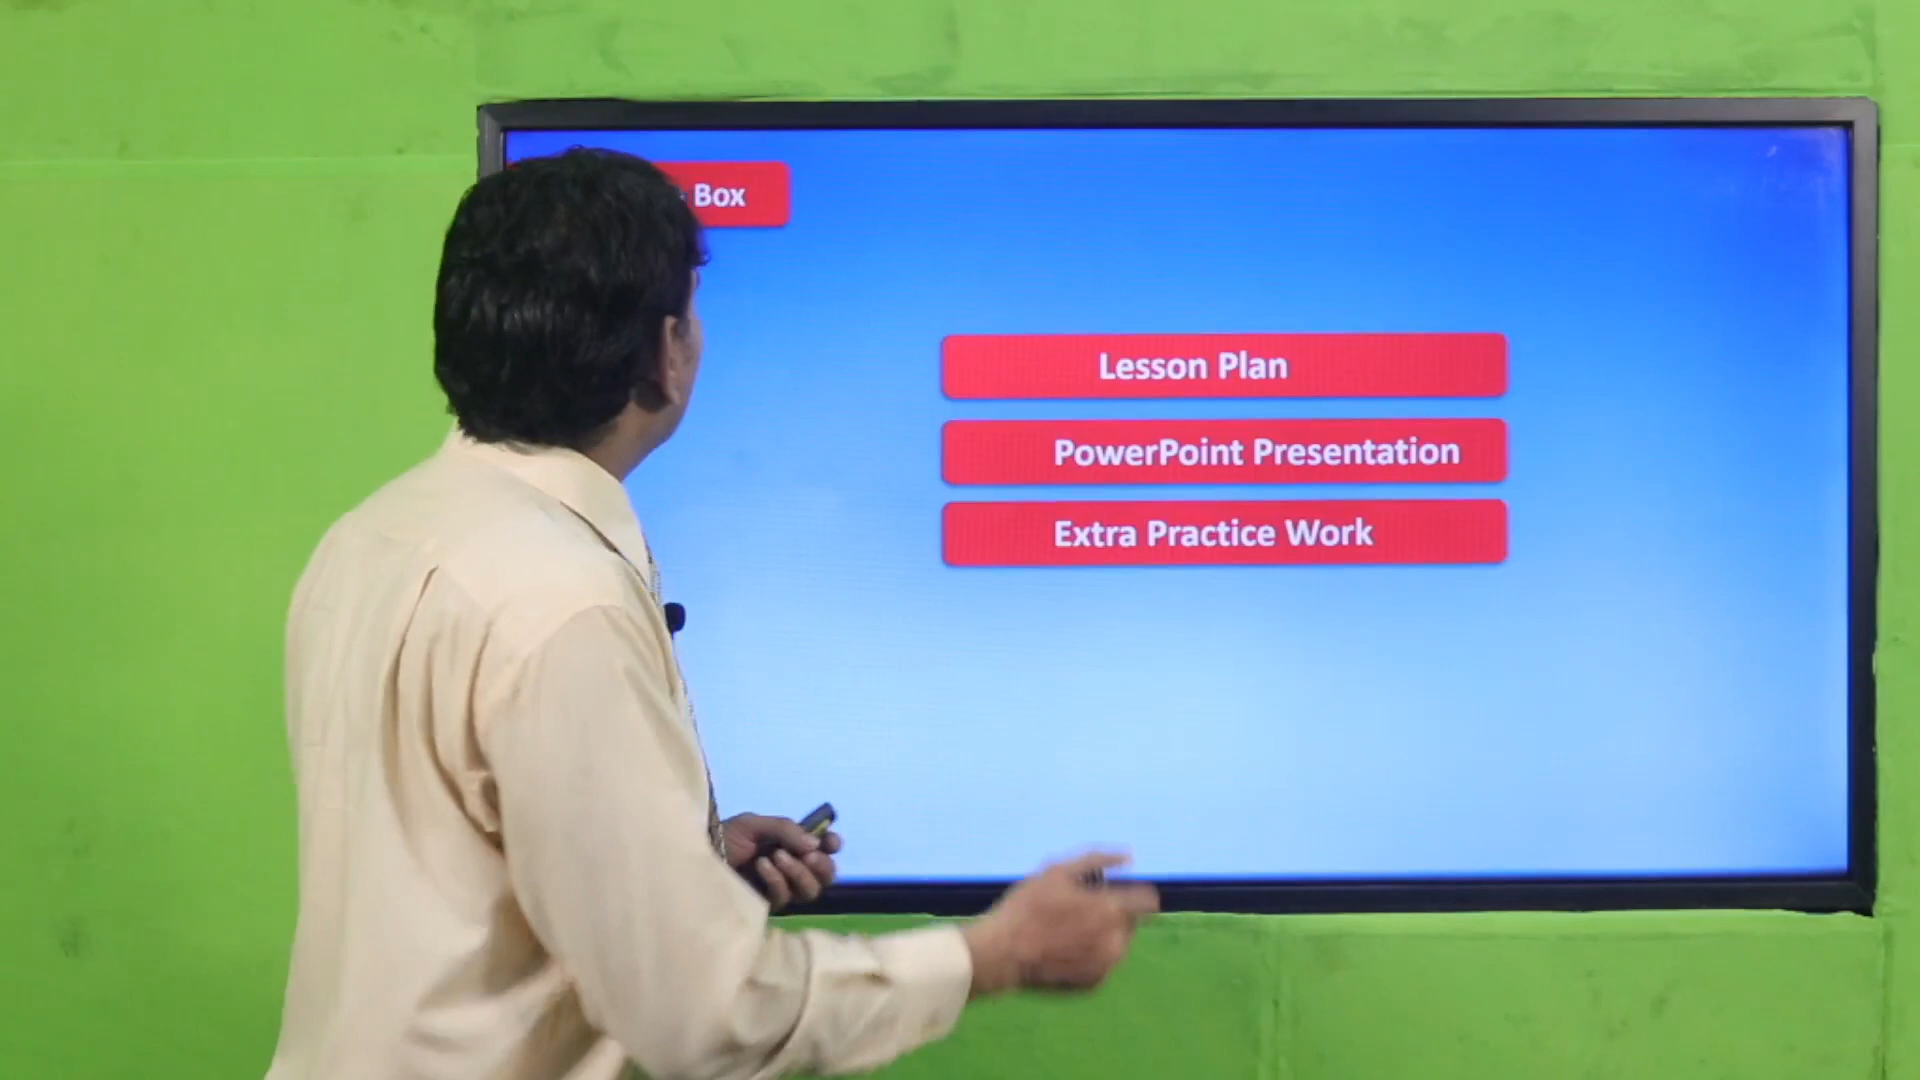 Box
Lesson Plan
PowerPoint Presentation
Extra Practice Work